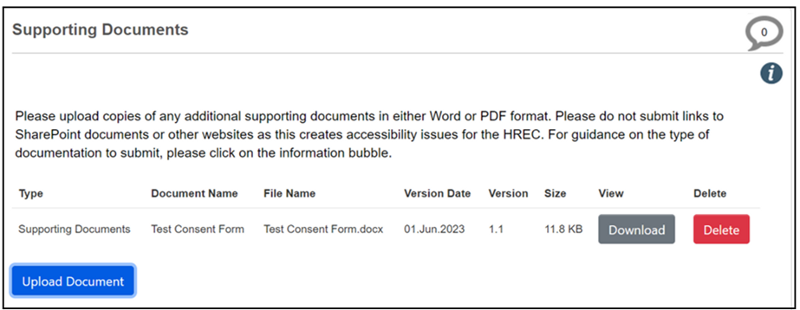 Supporting Documents
0
i
Please upload copies of any additional supporting documents in either Word or PDF format. Please do not submit links to
SharePoint documents or other websites as this creates accessibility issues for the HREC. For guidance on the type of
documentation to submit, please click on the information bubble.
Type Document Name File Name Version Date Version Size View Delete
Supporting Documents Test Consent Form Test Consent Form.docx 01.Jun.2023 1.1 11.8 KB Download Delete
Upload Document